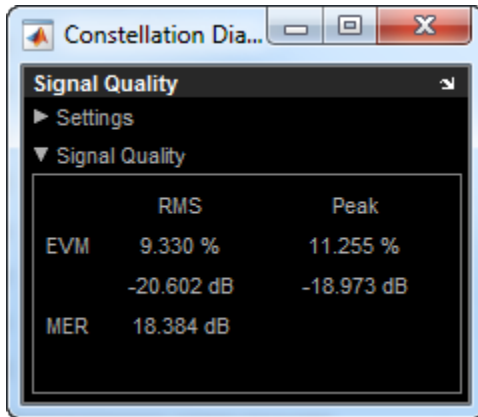 Constellation Dia...
Signal Quality
Settings
Signal Quality
RMS Peak
EVM 9.330 % 11.255 %
-20.602 dB -18.973 dB
MER 18.384 dB